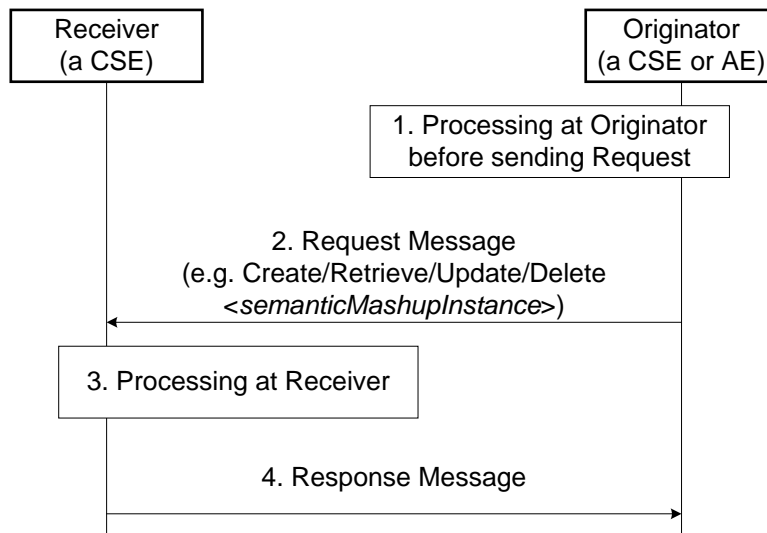 Receiver
(a CSE)
Originator
(a CSE or AE)
1. Processing at Originator
before sending Request
2. Request Message
(e.g. Create/Retrieve/Update/Delete
<semanticMashupInstance>)
3. Processing at Receiver
4. Response Message